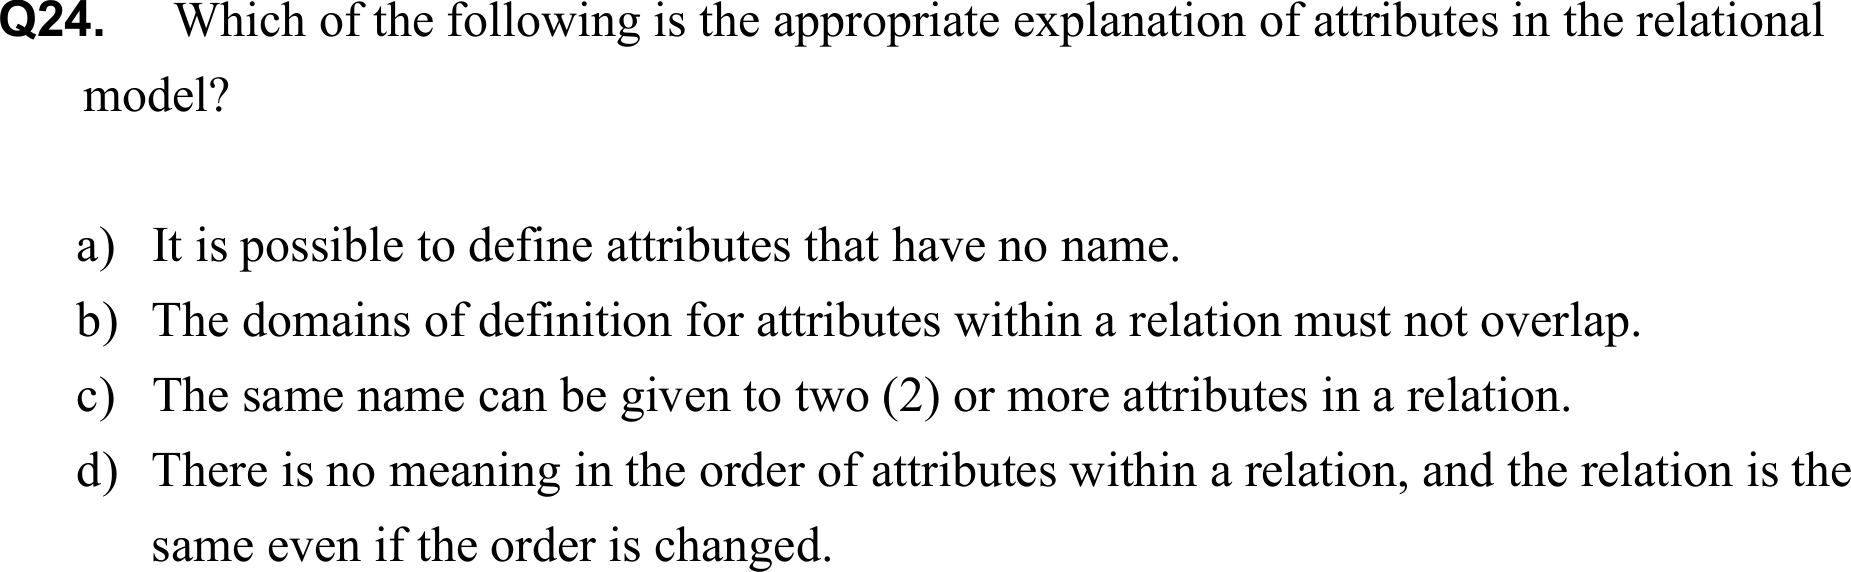 Q24. Which of the following is the appropriate explanation of attributes in the relational
model?
a) It is possible to define attributes that have no name.
b) The domains of definition for attributes within a relation must not overlap.
c) The same name can be given to two (2) or more attributes in a relation.
d) There is no meaning in the order of attributes within a relation, and the relation is the
same even if the order is changed.